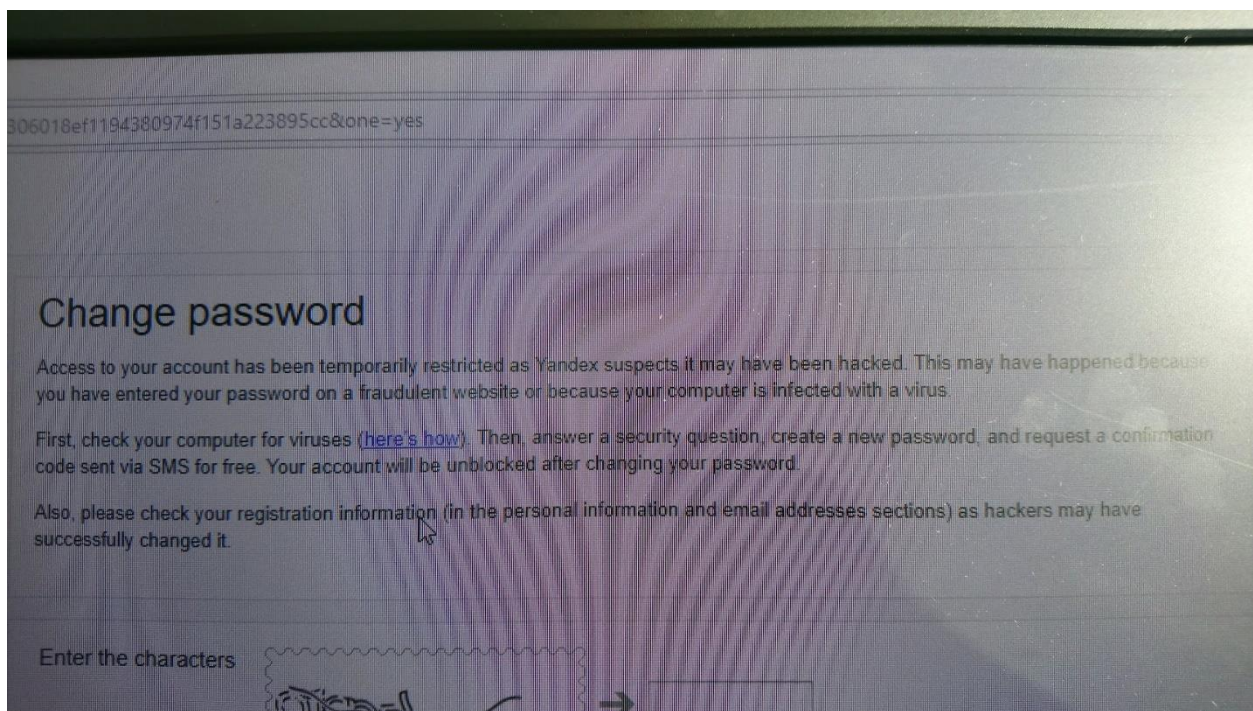 306018ef1194380974f151a223895cc&one=yes
Change password
Access to your account has been temporarily restricted as Yandex suspects it may have been hacked. This may have happened because
you have entered your password on a fraudulent website or because your computer is infected with a virus.
First, check your computer for viruses (here's how). Then, answer a security question, create a new password, and request a confirmation
code sent via SMS for free. Your account will be unblocked after changing your password.
Also, please check your registration information (in the personal information and email addresses sections) as hackers may have
successfully changed it.
Enter the characters